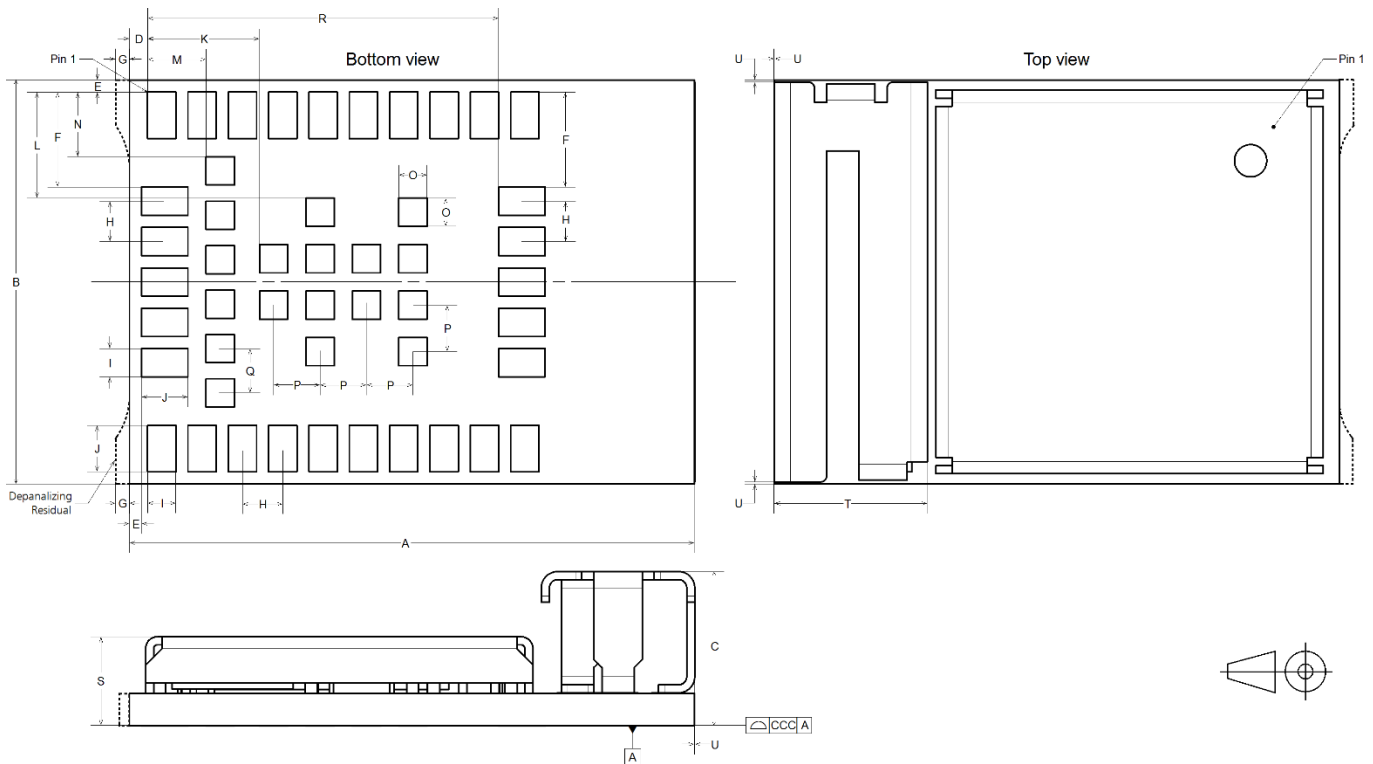 R
D
K
G
M
Pin 1
Bottom view
U
U
Top view
Pin 1
E
N
F
L
F
O
O
H
H
B
P
I
Q
P
P
P
J
J
Depanalizing
Residual
G
I
H
E
A
U
T
C
S
CCC A
U
A